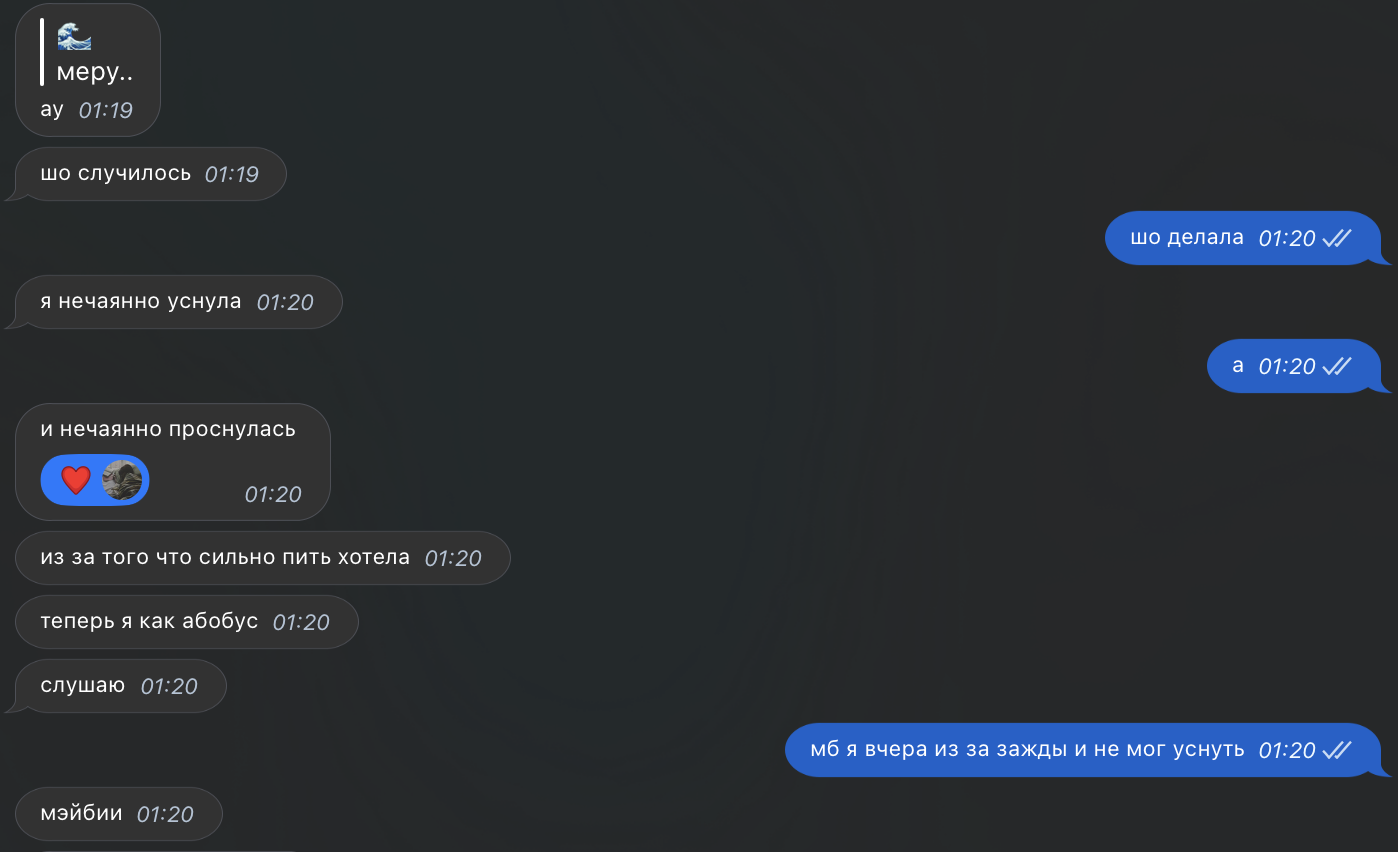 🌊
меру..
ау 01:19
шо случилось 01:19
шо делала 01:20
я нечаянно уснула 01:20
а 01:20
и нечаянно проснулась
01:20
из за того что сильно пить хотела 01:20
теперь я как абобус 01:20
слушаю 01:20
мб я вчера из за зажды и не мог уснуть 01:20
мэйбии 01:20